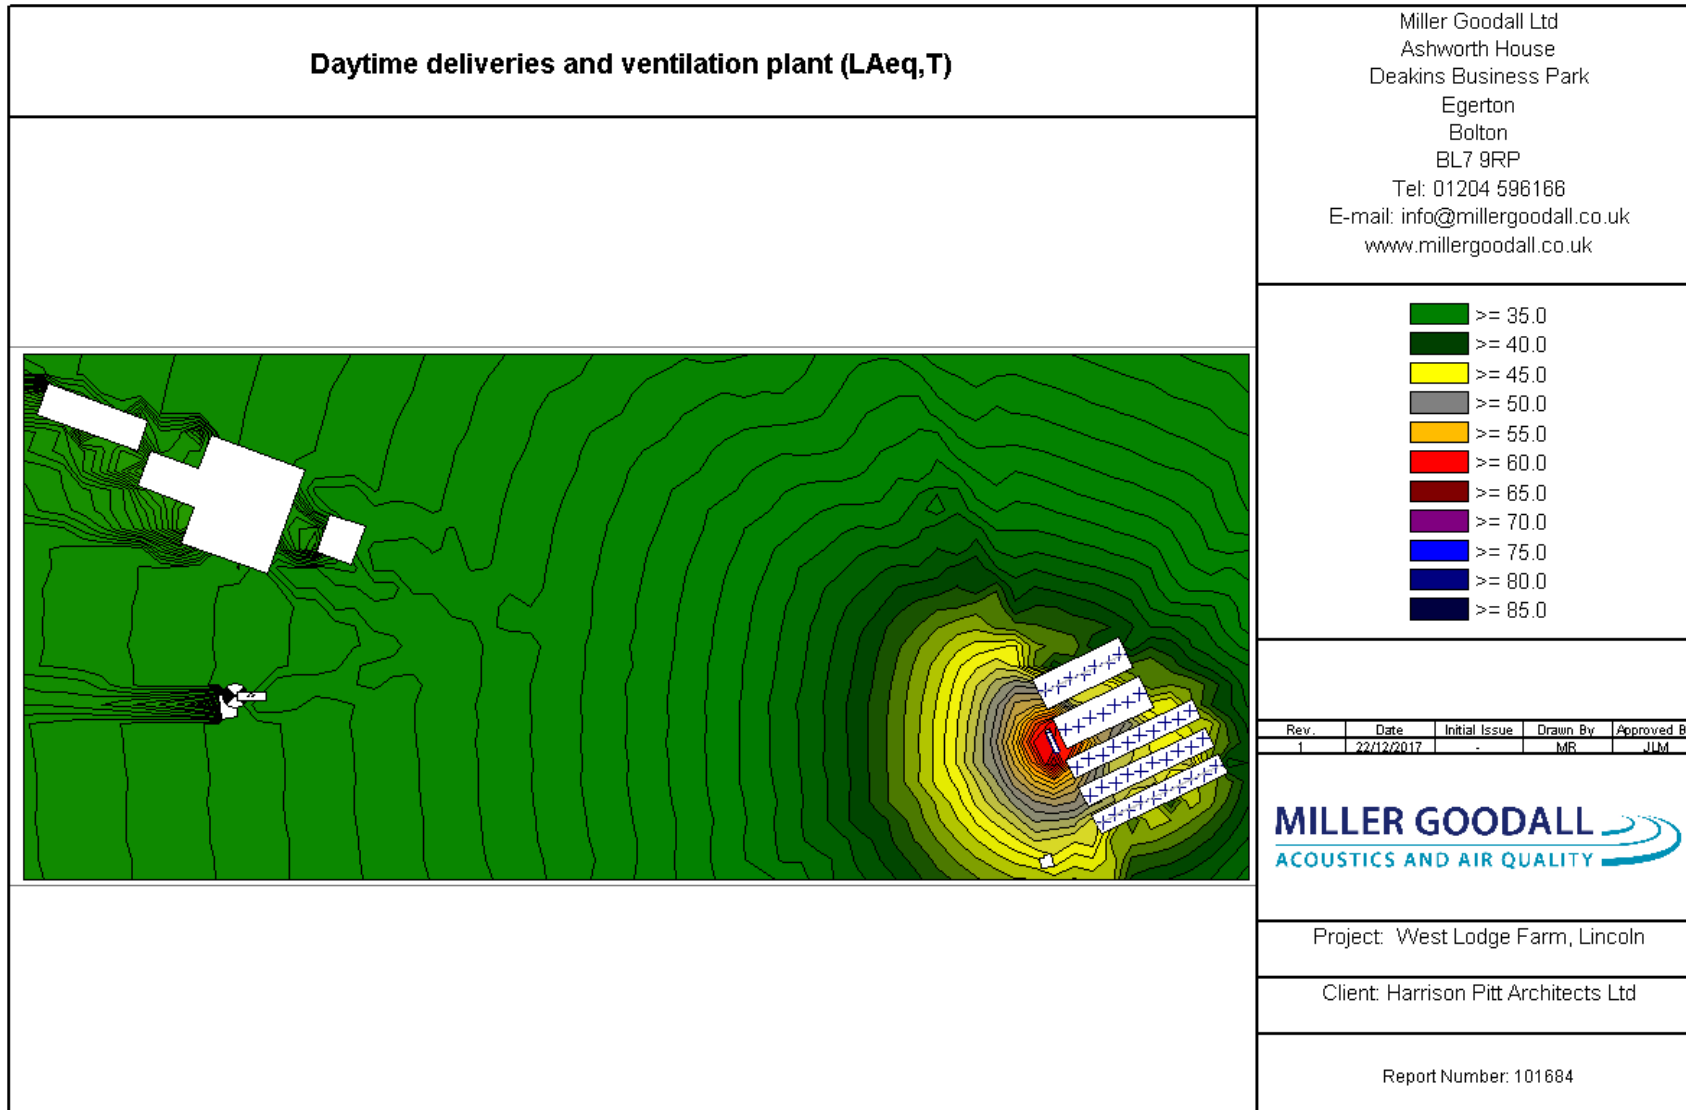 Daytime deliveries and ventilation plant (LAeq,T)
Miller Goodall Ltd
Ashworth House
Deakins Business Park
Egerton
Bolton
BL7 9RP
Tel: 01204 596166
E-mail: info@millergoodall.co.uk
www.millergoodall.co.uk
>= 35.0
>= 40.0
>= 45.0
>= 50.0
>= 55.0
>= 60.0
>= 65.0
>= 70.0
>= 75.0
>= 80.0
>= 85.0
Rev. Date Initial Issue Drawn By Approved B
1 22/12/2017 - MR JLM
MILLER GOODALL
ACOUSTICS AND AIR QUALITY
Project: West Lodge Farm, Lincoln
Client: Harrison Pitt Architects Ltd
Report Number: 101684